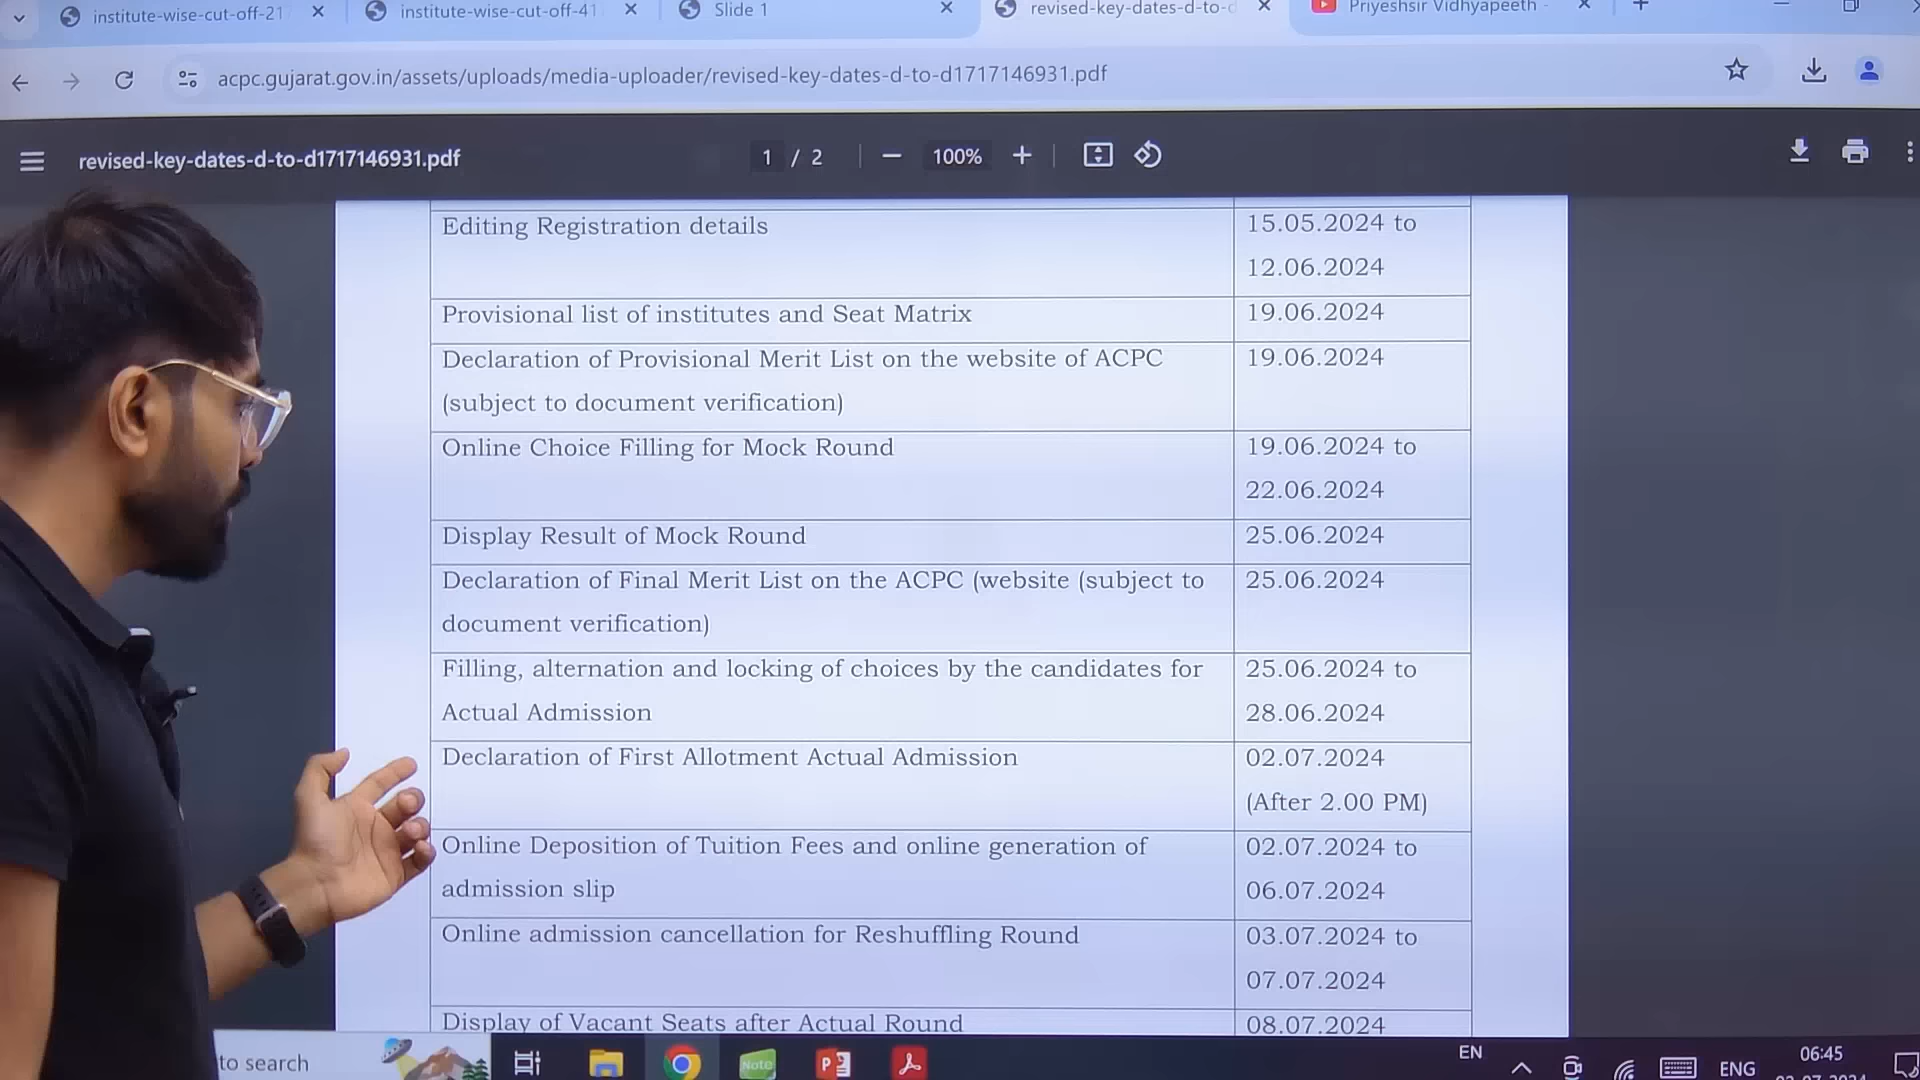 institute-wise-cut-off-21
institute-wise-cut-off-41
Slide 1
revised-key-dates-d-to-d
Priyeshsir Vidhyapeeth -
acpc.gujarat.gov.in/assets/uploads/media-uploader/revised-key-dates-d-to-d1717146931.pdf
revised-key-dates-d-to-d1717146931.pdf
1 / 2
100%
Editing Registration details
15.05.2024 to
12.06.2024
Provisional list of institutes and Seat Matrix
19.06.2024
Declaration of Provisional Merit List on the website of ACPC
(subject to document verification)
19.06.2024
Online Choice Filling for Mock Round
19.06.2024 to
22.06.2024
Display Result of Mock Round
25.06.2024
Declaration of Final Merit List on the ACPC (website (subject to
document verification)
25.06.2024
Filling, alternation and locking of choices by the candidates for
Actual Admission
25.06.2024 to
28.06.2024
Declaration of First Allotment Actual Admission
02.07.2024
(After 2.00 PM)
Online Deposition of Tuition Fees and online generation of
admission slip
02.07.2024 to
06.07.2024
Online admission cancellation for Reshuffling Round
03.07.2024 to
07.07.2024
Display of Vacant Seats after Actual Round
08.07.2024
to search
Note
EN
ENG
06:45